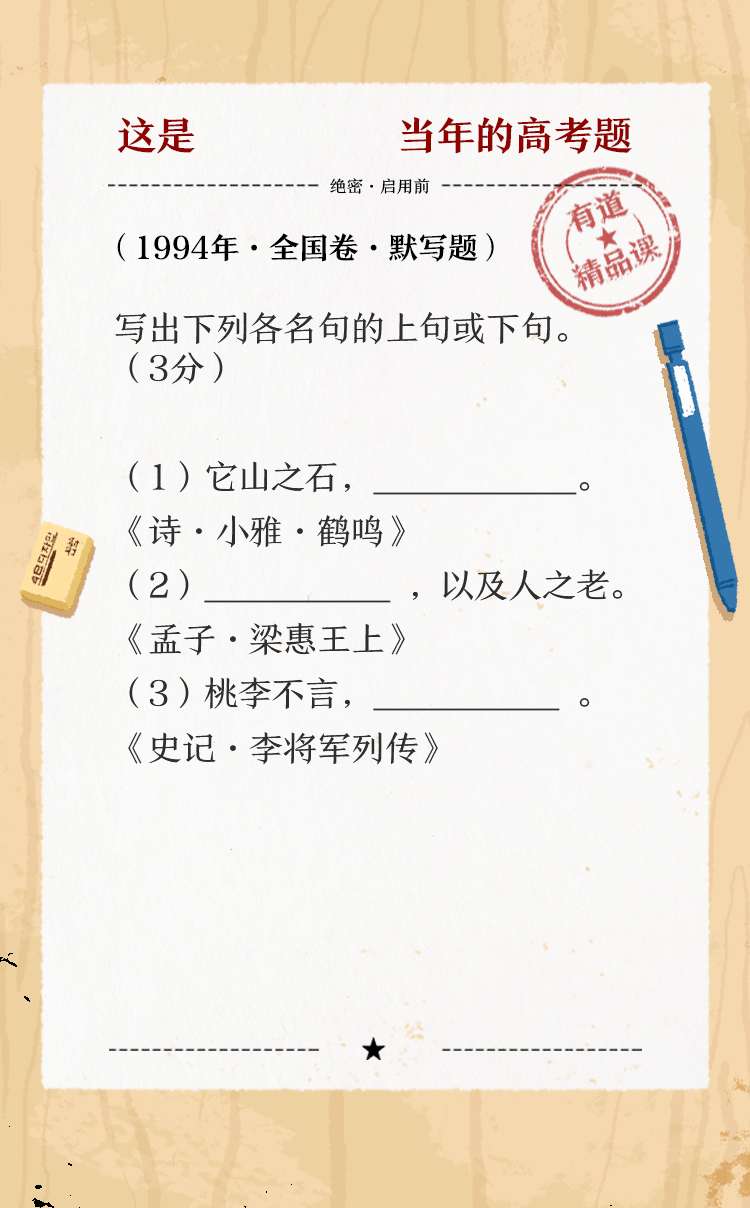 这是 当年的高考题
绝密·启用前
有道
精品课
（1994年·全国卷·默写题）
写出下列各名句的上句或下句。
（3分）
（1）它山之石，____________。
《诗·小雅·鹤鸣》
（2）___________ ，以及人之老。
《孟子·梁惠王上》
（3）桃李不言，___________ 。
《史记·李将军列传》